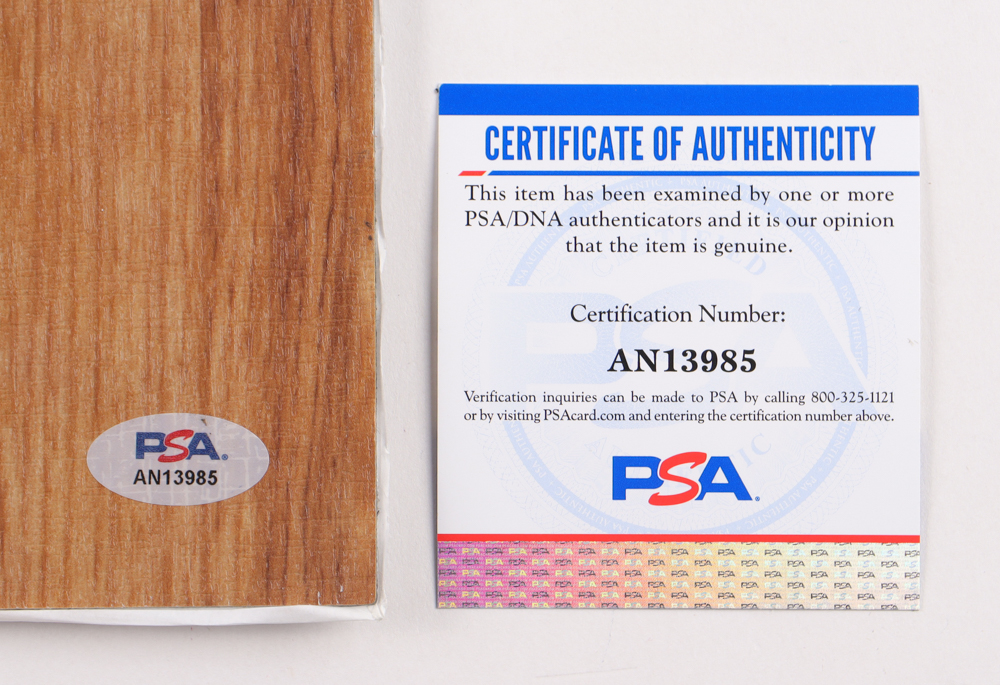 PSA.
AN13985
CERTIFICATE OF AUTHENTICITY
This item has been examined by one or more
PSA/DNA authenticators and it is our opinion
that the item is genuine.
Certification Number:
AN13985
Verification inquiries can be made to PSA by calling 800-325-1121
or by visiting PSAcard.com and entering the certification number above.
PSA.